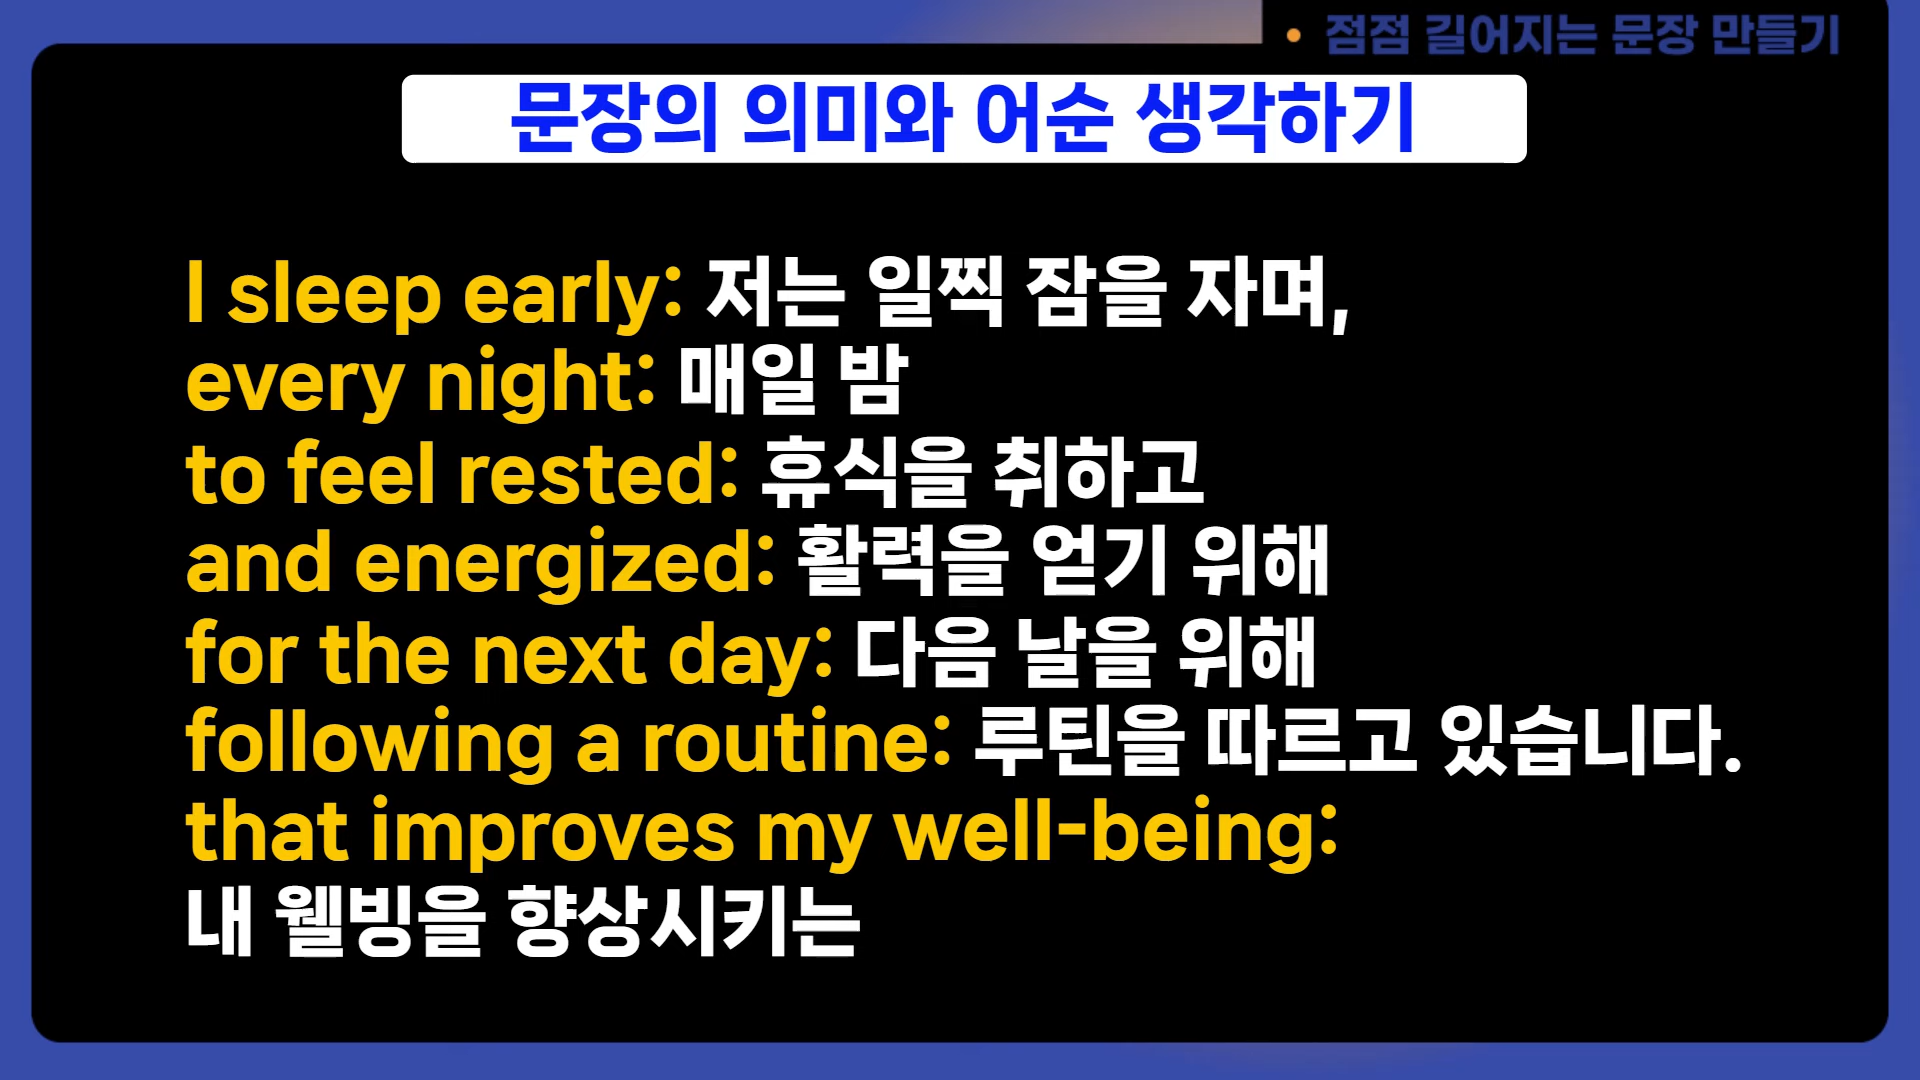 • 점점 길어지는 문장 만들기
문장의 의미와 어순 생각하기
I sleep early: 저는 일찍 잠을 자며,
every night: 매일 밤
to feel rested: 휴식을 취하고
and energized: 활력을 얻기 위해
for the next day: 다음 날을 위해
following a routine: 루틴을 따르고 있습니다.
that improves my well-being:
내 웰빙을 향상시키는